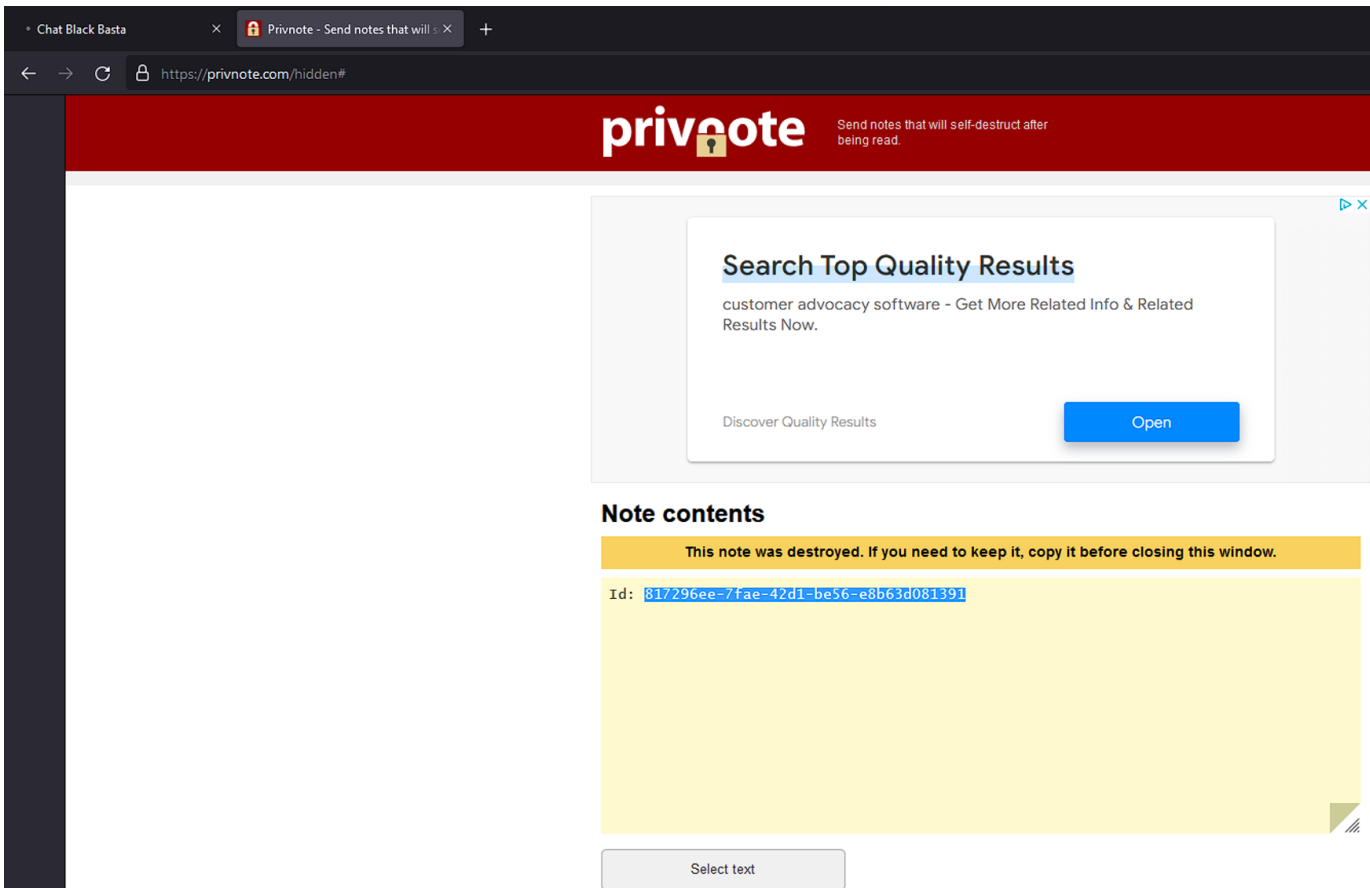 Chat Black Basta
Privnote - Send notes that will s
https://privnote.com/hidden#
privnote
Send notes that will self-destruct after
being read.
Search Top Quality Results
customer advocacy software - Get More Related Info & Related
Results Now.
Discover Quality Results
Open
Note contents
This note was destroyed. If you need to keep it, copy it before closing this window.
Id: 817296ee-7fae-42d1-be56-e8b63d081391
Select text